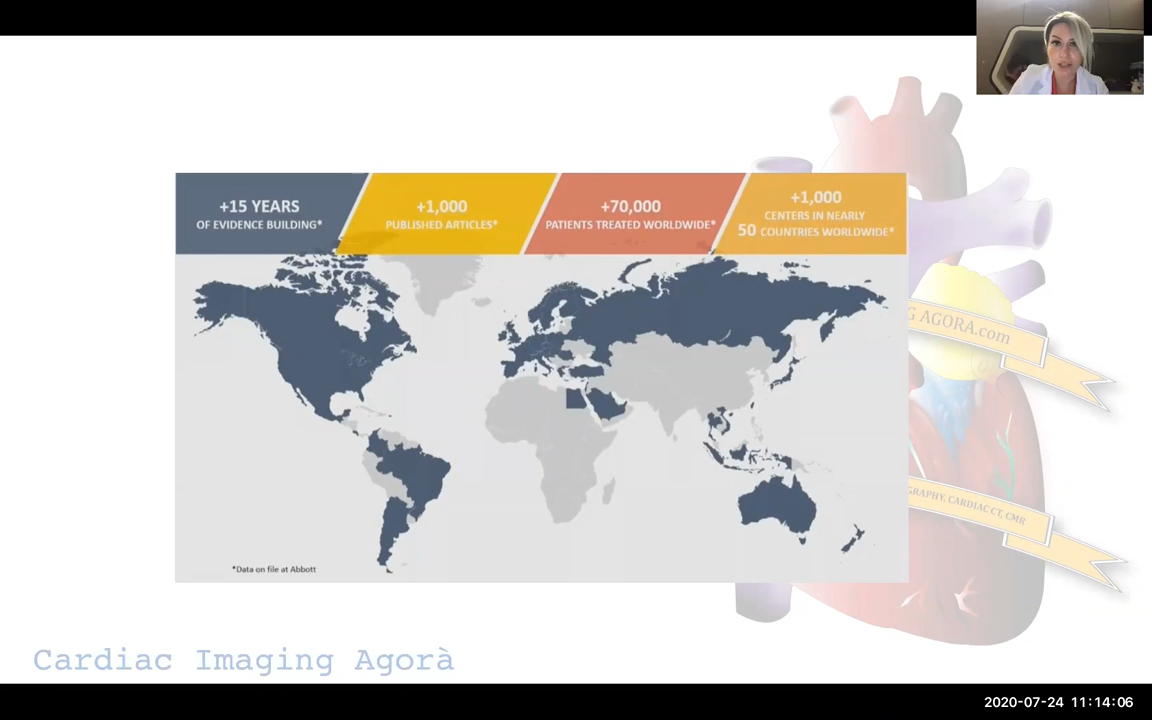 +15 YEARS
OF EVIDENCE BUILDING*
+1,000
PUBLISHED ARTICLES*
+70,000
PATIENTS TREATED WORLDWIDE*
+1,000
CENTERS IN NEARLY
50 COUNTRIES WORLDWIDE*
G AGORA.com
GRAPHY, CARDIAC CT, CMR
*Data on file at Abbott
Cardiac Imaging Agorà
2020-07-24 11:14:06